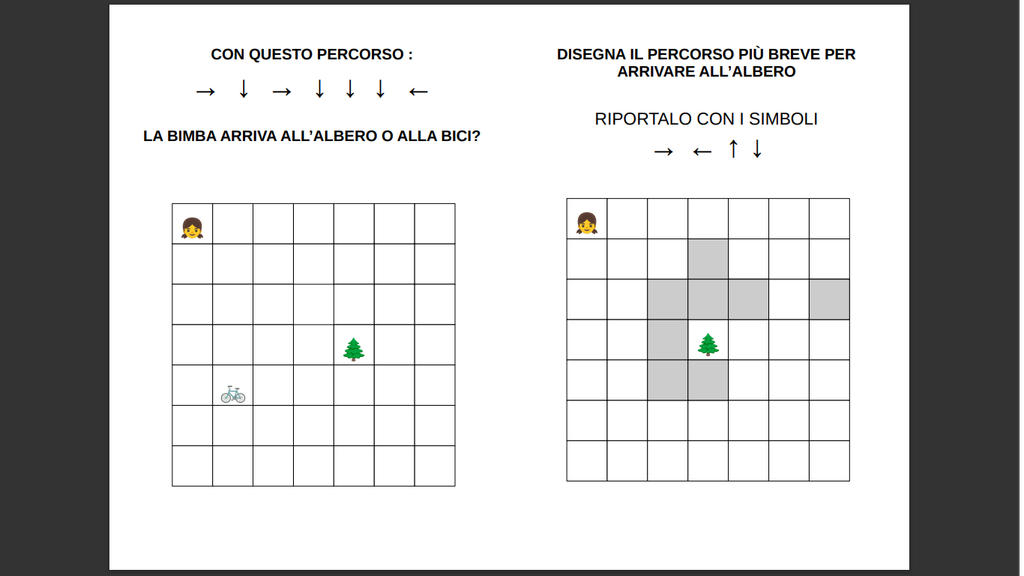 CON QUESTO PERCORSO :
→ ↓ → ↓ ↓ ↓ ←
LA BIMBA ARRIVA ALL’ALBERO O ALLA BICI?
DISEGNA IL PERCORSO PIÙ BREVE PER
ARRIVARE ALL’ALBERO
RIPORTALO CON I SIMBOLI
→ ← ↑ ↓